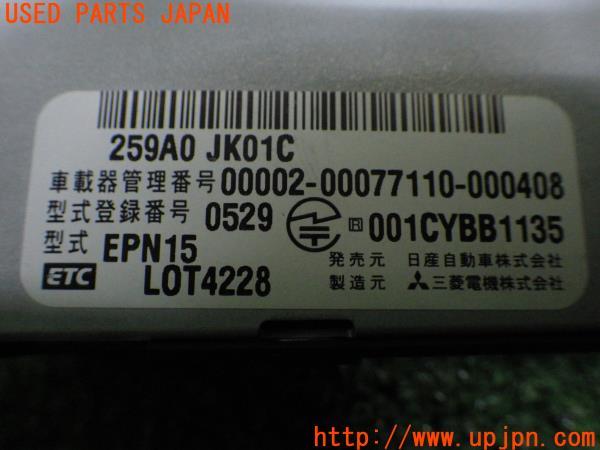 USED PARTS JAPAN
259A0 JK01C
車載器管理番号 00002-00077110-000408
型式登録番号 0529 R 001CYBB1135
型式 EPN15 発売元 日産自動車株式会社
ETC LOT4228 製造元 三菱電機株式会社
http://www.upjpn.com/